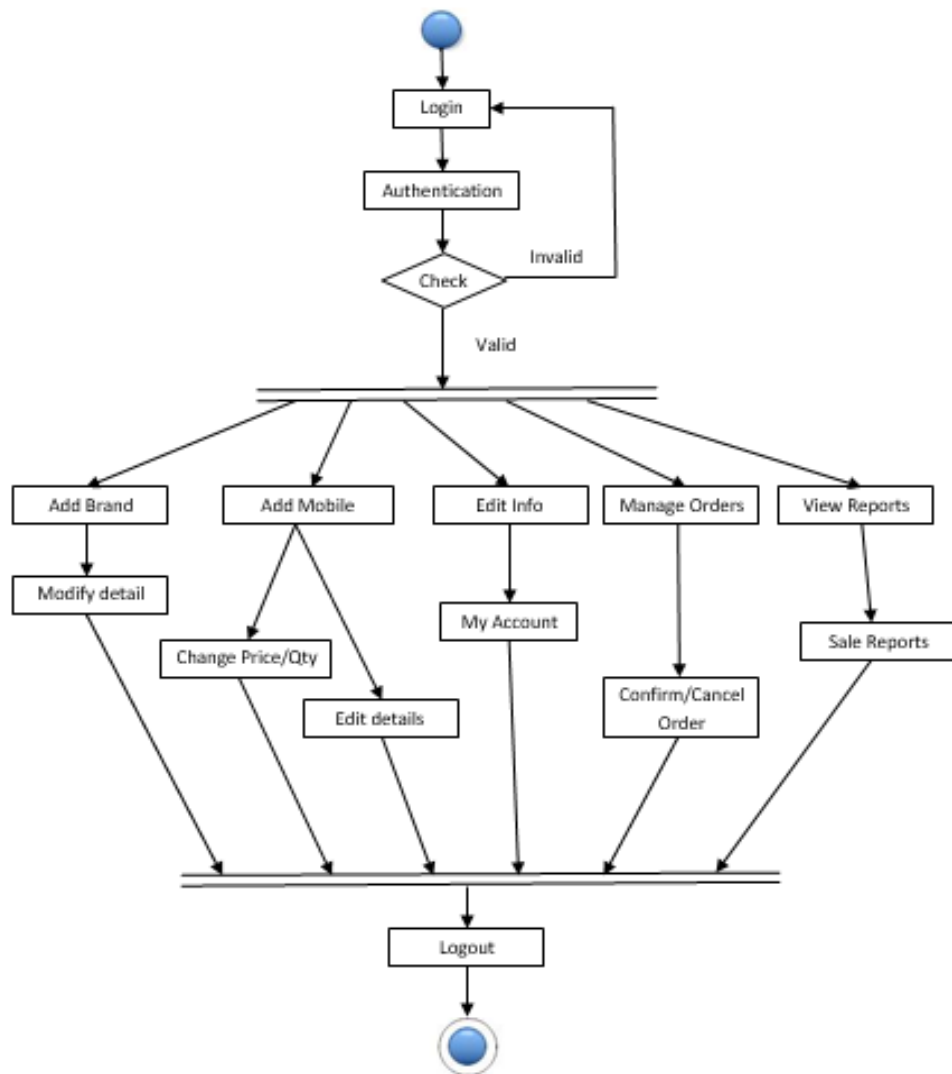 Login
Authentication
Check
Invalid
Valid
Add Brand
Add Mobile
Edit Info
Manage Orders
View Reports
Modify detail
My Account
Sale Reports
Change Price/Qty
Edit details
Confirm/Cancel
Order
Logout